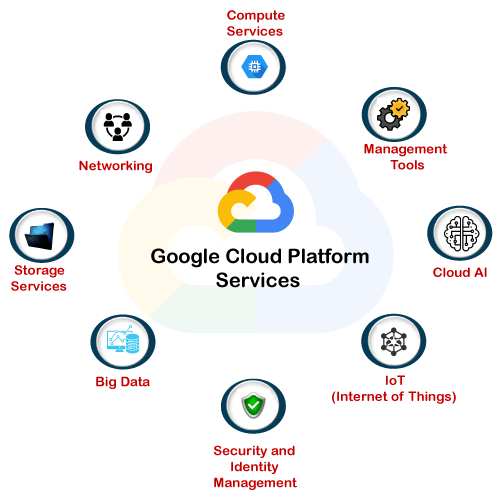 Compute
Services
Networking
Management
Tools
Google Cloud Platform
Services
Storage
Services
Cloud AI
Big Data
IoT
(Internet of Things)
Security and
Identity
Management